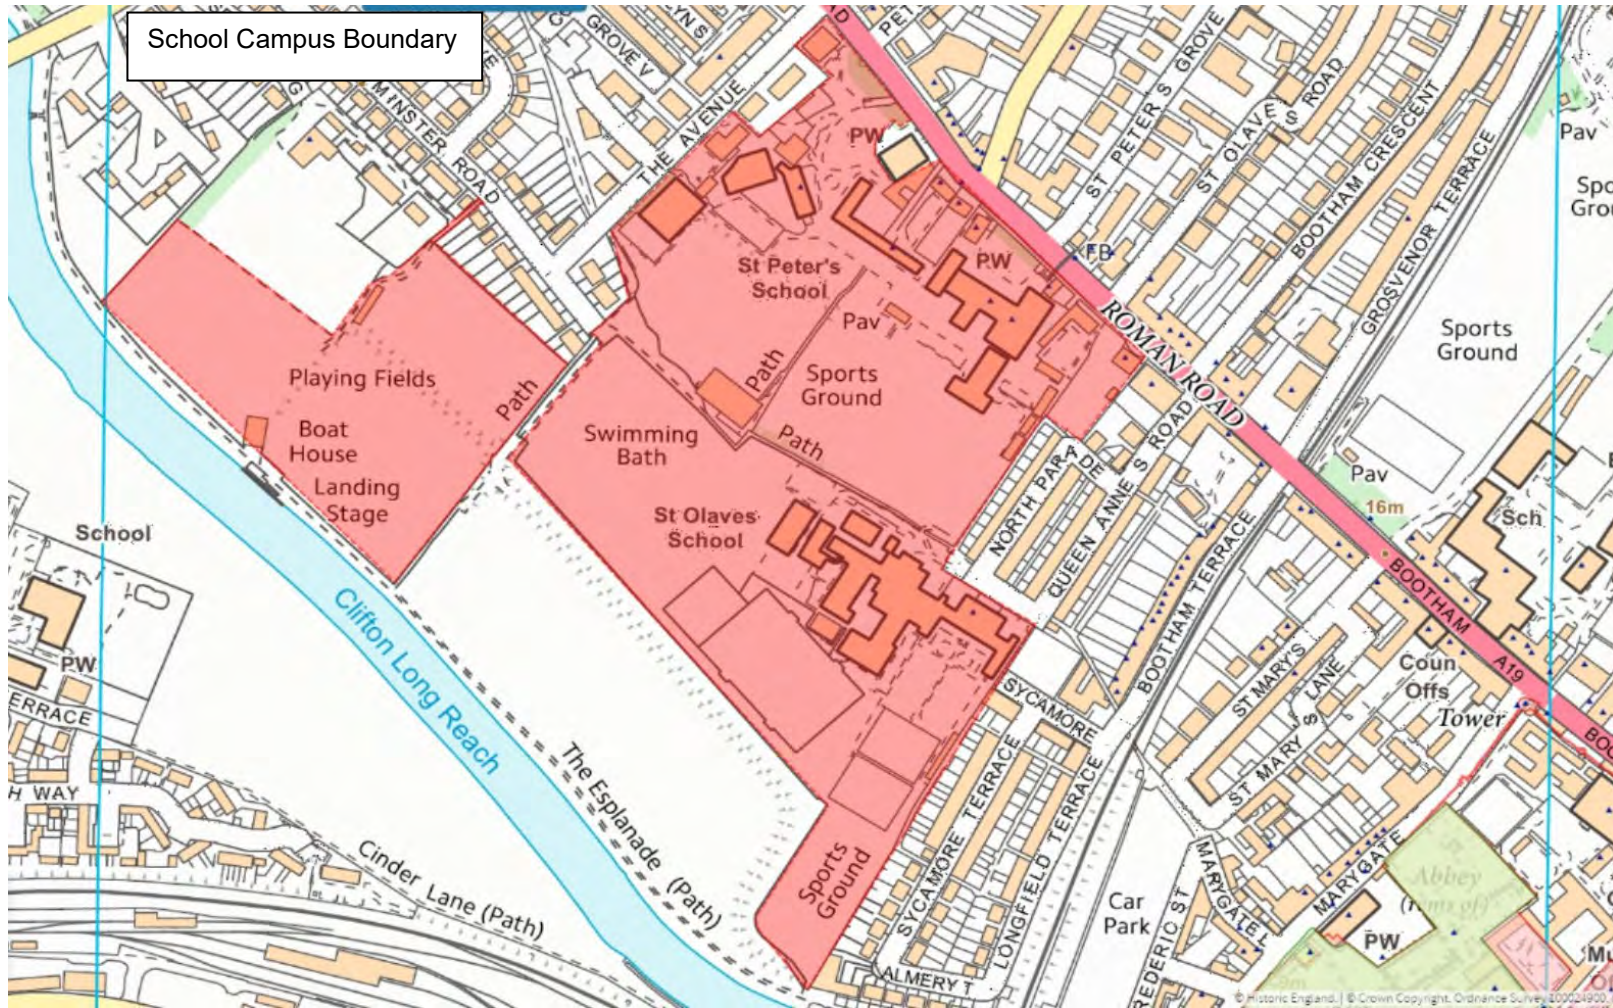 School Campus Boundary
MINSTER ROAD
GROVE V
THE AVENUE
ST PETER'S GROVE
ST OLAVE S ROAD
BOOTHAM CRESCENT
GROSVENOR TERRACE
Pav
PW
PW
FB
St Peter's
School
Pav
Path
Sports
Ground
Path
ROMAN ROAD
Sports
Ground
Playing Fields
Path
Boat
House
Landing
Stage
Swimming
Bath
St Olaves
School
NORTH PARADE
QUEEN ANNE S ROAD
BOOTHAM TERRACE
Pav
16m
Sch
BOOTHAM
A19
School
PW
ERRACE
H WAY
Clifton Long Reach
The Esplanade (Path)
Cinder Lane (Path)
Sports
Ground
SYCAMORE
SYCAMORE TERRACE
LONGFIELD TERRACE
ALMERY T
ST MARY'S
ST MARY S LANE
Coun
Offs
Tower
BOO
MARYGATE
MARYGATE L
Car
Park
REDERIC ST
Abbey
PW
© Historic England. | © Crown Copyright. Ordnance Survey 100024900